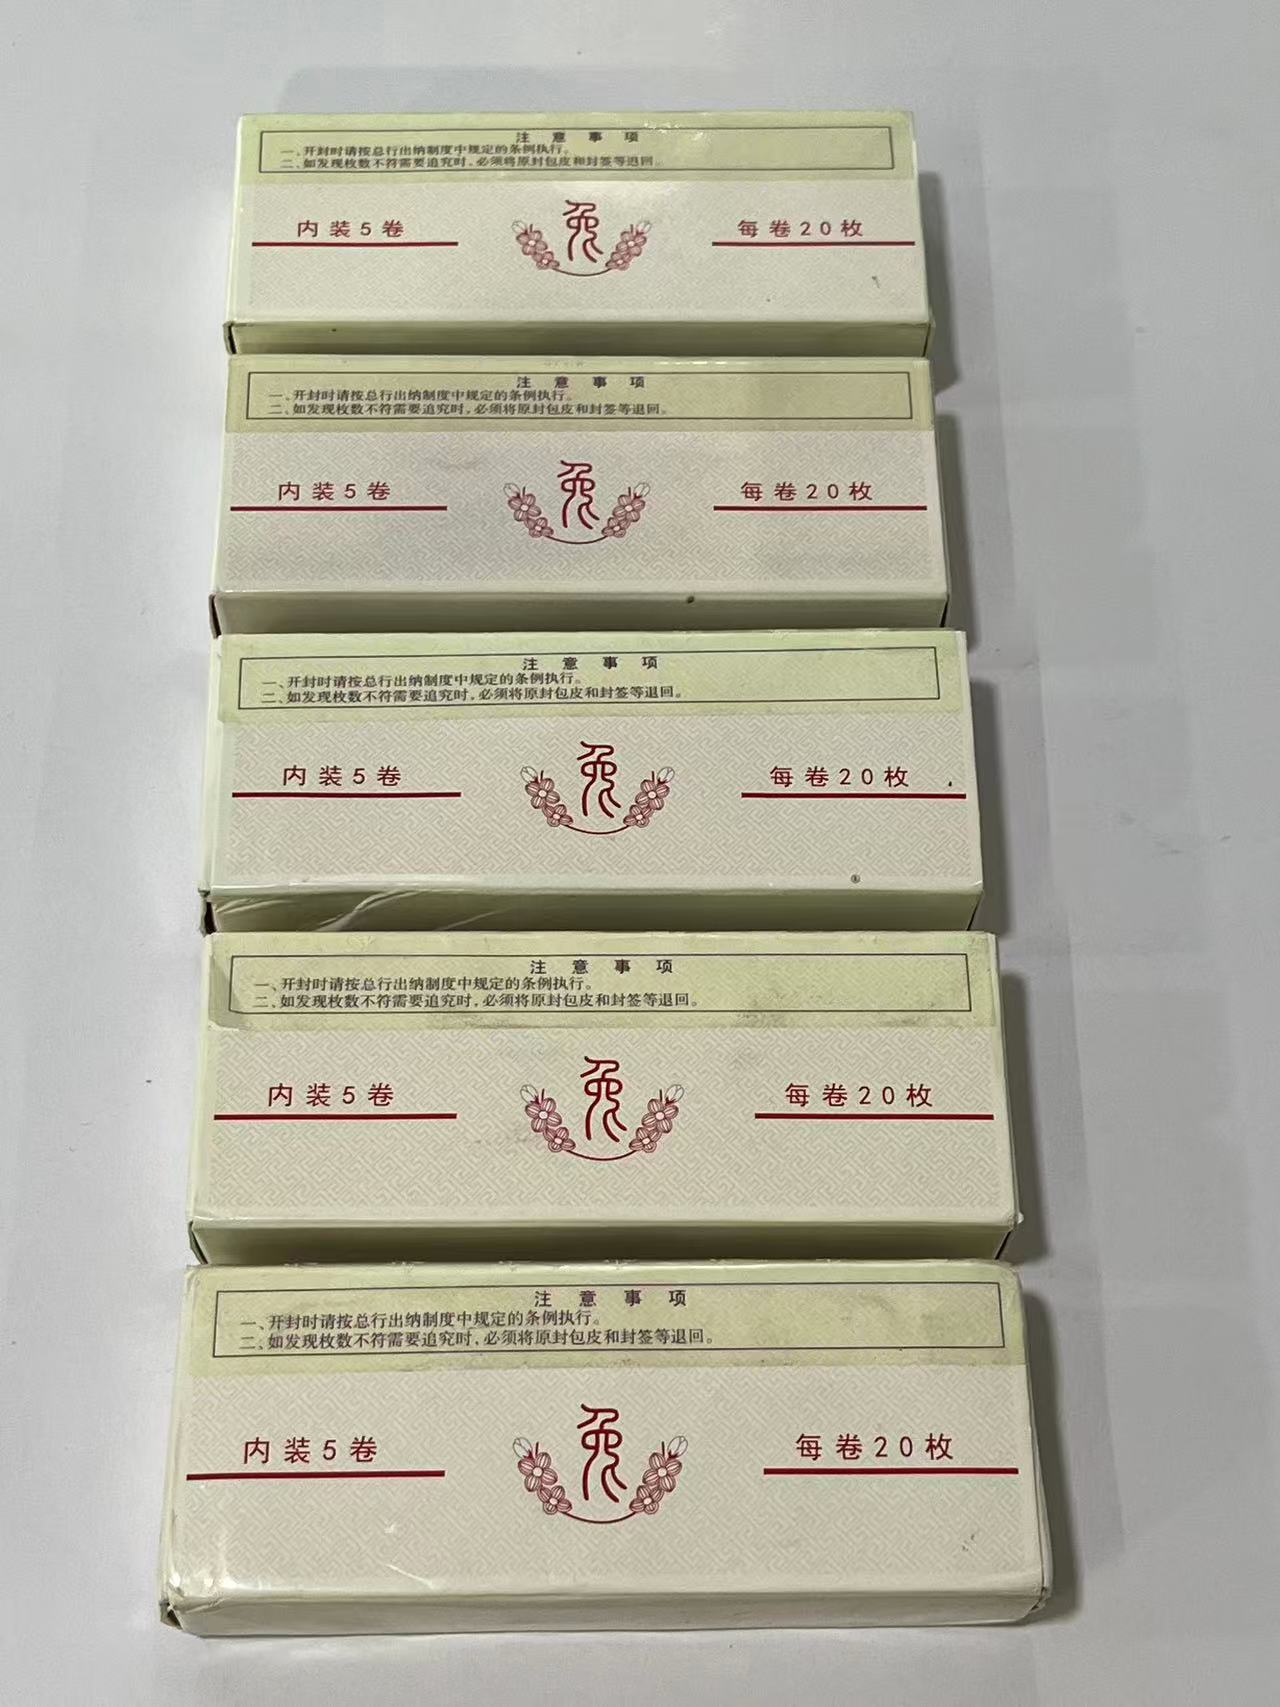 注意事项
一、开封时请按总行出纳制度中规定的条例执行。
二、如发现枚数不符需要追究时，必须将原封包皮和封签等退回。
内装5卷
兔
每卷20枚
注意事项
一、开封时请按总行出纳制度中规定的条例执行。
二、如发现枚数不符需要追究时，必须将原封包皮和封签等退回。
内装5卷
兔
每卷20枚
注意事项
一、开封时请按总行出纳制度中规定的条例执行。
二、如发现枚数不符需要追究时，必须将原封包皮和封签等退回。
内装5卷
兔
每卷20枚
注意事项
一、开封时请按总行出纳制度中规定的条例执行。
二、如发现枚数不符需要追究时，必须将原封包皮和封签等退回。
内装5卷
兔
每卷20枚
注意事项
一、开封时请按总行出纳制度中规定的条例执行。
二、如发现枚数不符需要追究时，必须将原封包皮和封签等退回。
内装5卷
兔
每卷20枚